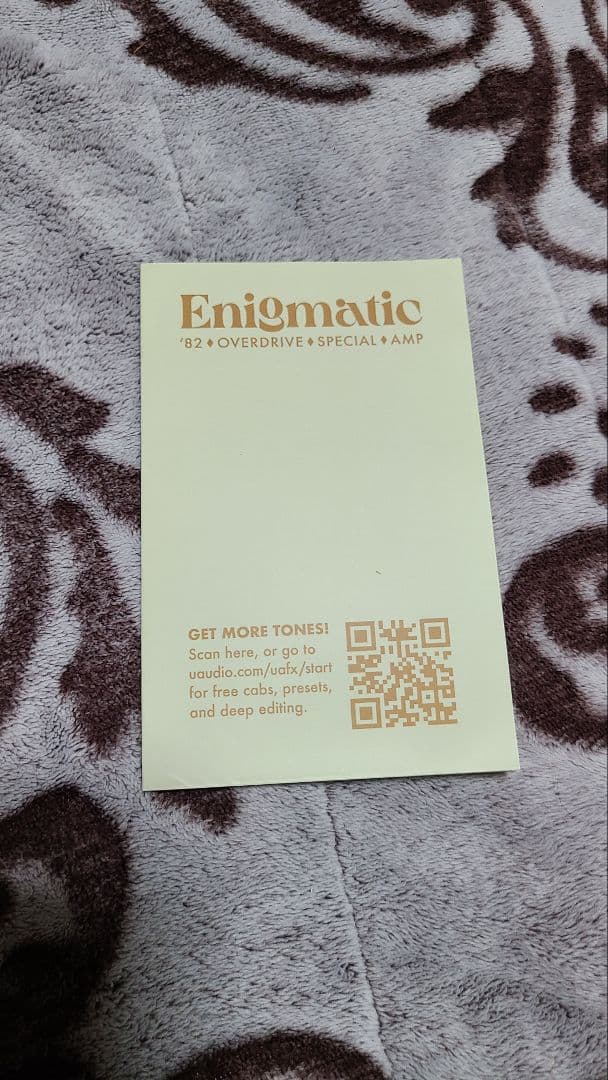 Enigmatic
'82 ♦ OVERDRIVE ♦ SPECIAL ♦ AMP
GET MORE TONES!
Scan here, or go to
uaudio.com/uafx/start
for free cabs, presets,
and deep editing.